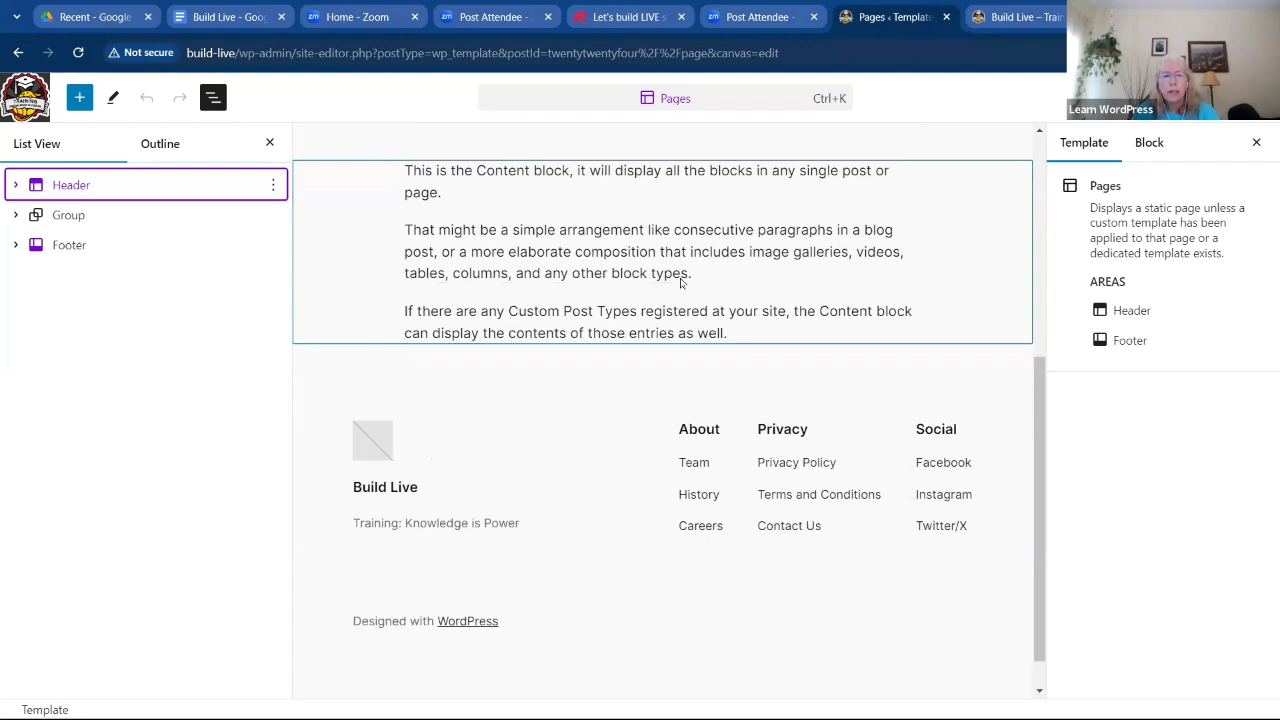 Recent - Google
Build Live - Goog
Home - Zoom
Post Attendee -
Let's build LIVE s
Post Attendee -
Pages ‹ Template
Build Live – Train
Not secure
build-live/wp-admin/site-editor.php?postType=wp_template&postId=twentytwentyfour%2F%2Fpage&canvas=edit
TRAINING
Pages
Ctrl+K
Learn WordPress
List View
Outline
Header
Group
Footer
This is the Content block, it will display all the blocks in any single post or
page.
That might be a simple arrangement like consecutive paragraphs in a blog
post, or a more elaborate composition that includes image galleries, videos,
tables, columns, and any other block types.
If there are any Custom Post Types registered at your site, the Content block
can display the contents of those entries as well.
Build Live
Training: Knowledge is Power
About
Team
History
Careers
Privacy
Privacy Policy
Terms and Conditions
Contact Us
Social
Facebook
Instagram
Twitter/X
Designed with WordPress
Template
Block
Pages
Displays a static page unless a
custom template has been
applied to that page or a
dedicated template exists.
AREAS
Header
Footer
Template